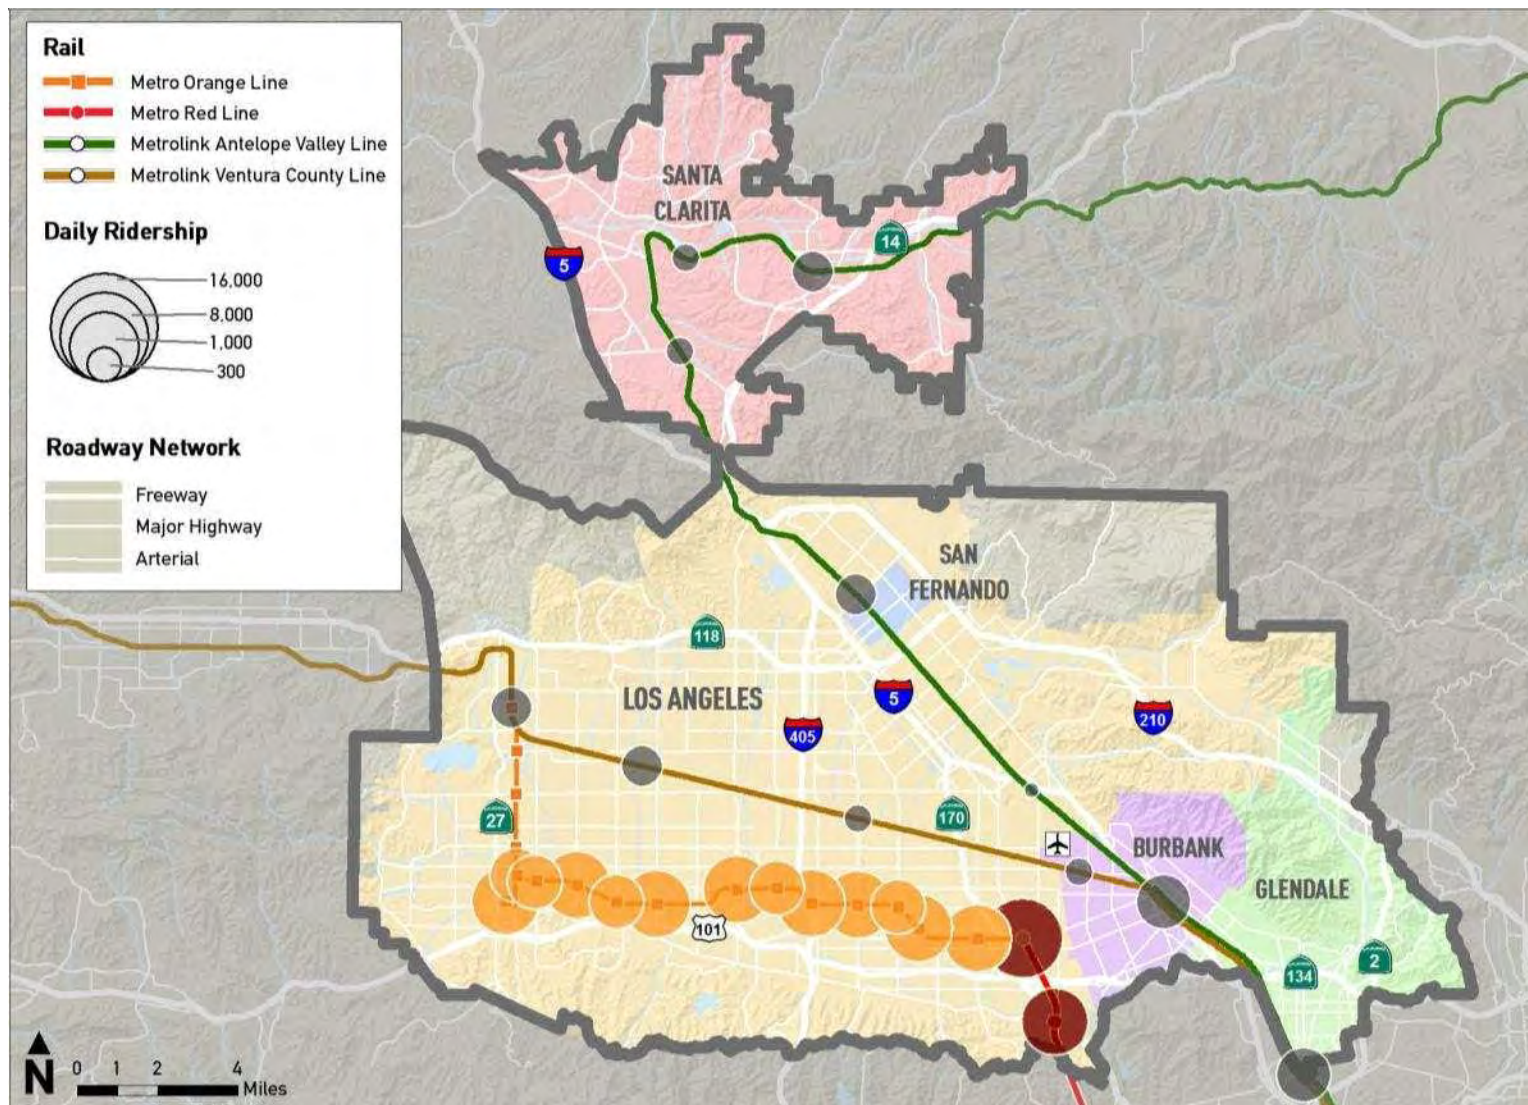 Rail
Metro Orange Line
Metro Red Line
Metrolink Antelope Valley Line
Metrolink Ventura County Line
Daily Ridership
16,000
8,000
1,000
300
Roadway Network
Freeway
Major Highway
Arterial
SANTA
CLARITA
14
5
SAN
FERNANDO
118
LOS ANGELES
5
405
210
27
170
BURBANK
GLENDALE
101
2
134
N
0 1 2 4
Miles